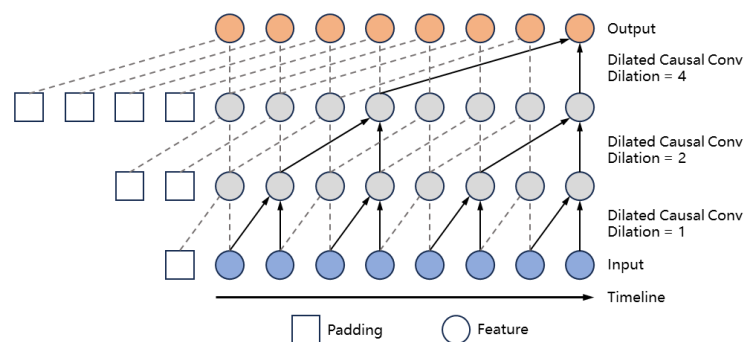 Output
Dilated Causal Conv
Dilation = 4
Dilated Causal Conv
Dilation = 2
Dilated Causal Conv
Dilation = 1
Input
Timeline
Padding
Feature